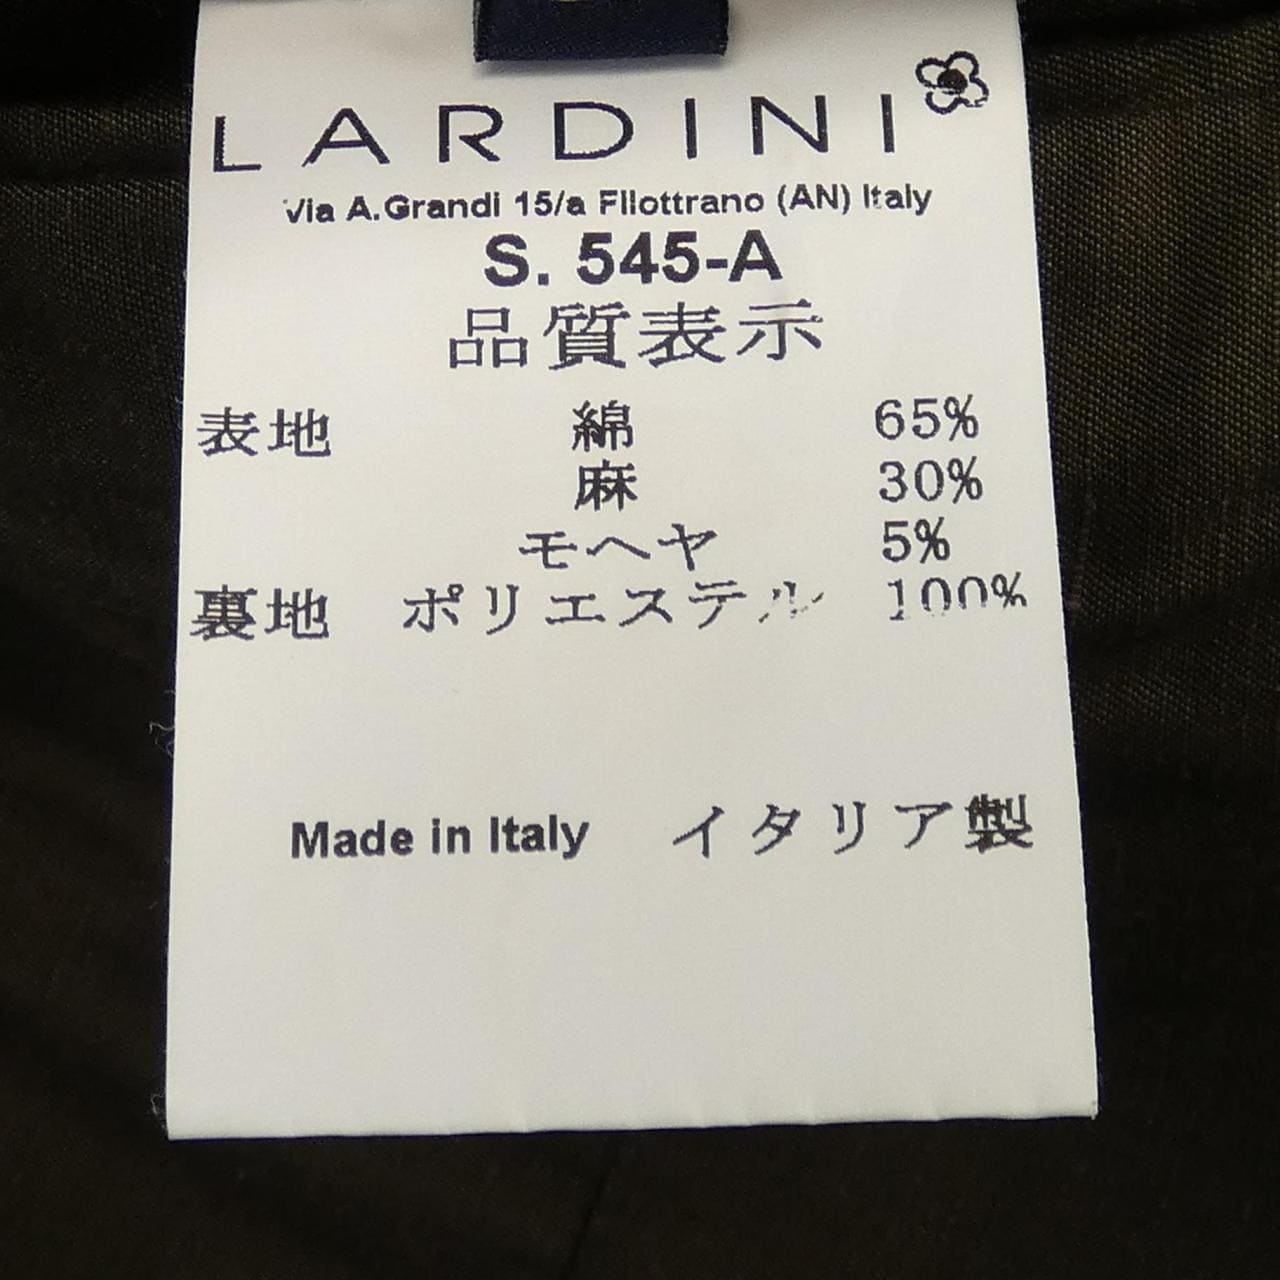 LARDINI
Via A.Grandi 15/a Filottrano (AN) Italy
S. 545-A
品質表示
表地 綿 65%
麻 30%
モヘヤ 5%
裏地 ポリエステル 100%
Made in Italy イタリア製